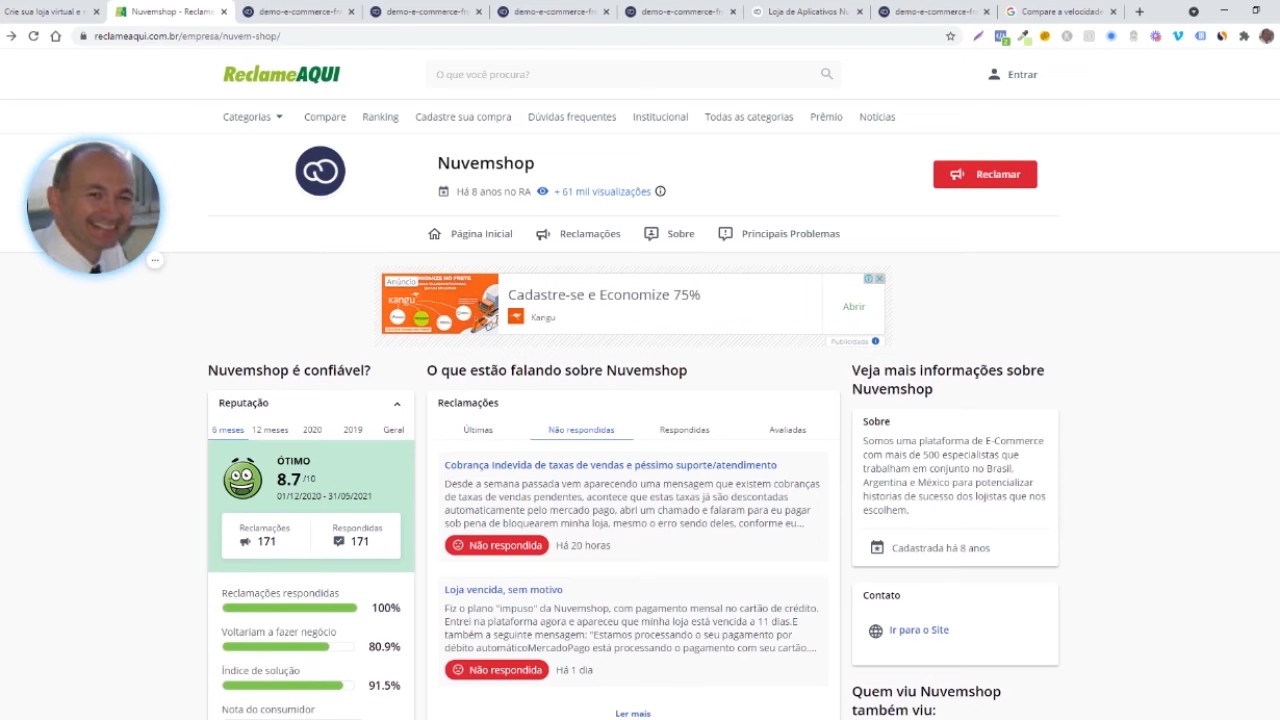 Crie sua loja virtual e
Nuvemshop - Reclame
demo-e-commerce-fr
demo-e-commerce-fr
demo-e-commerce-fr
demo-e-commerce-fr
Loja de Aplicativos Nu
demo-e-commerce-fr
Compare a velocidade
reclameaqui.com.br/empresa/nuvem-shop/
ReclameAQUI
O que você procura?
Entrar
Categorias
Compare
Ranking
Cadastre sua compra
Dúvidas frequentes
Institucional
Todas as categorias
Prêmio
Notícias
Nuvemshop
Há 8 anos no RA
+ 61 mil visualizações
Reclamar
Página Inicial
Reclamações
Sobre
Principais Problemas
Anúncio
kangu
Cadastre-se e Economize 75%
Kangu
Abrir
Publicidade
Nuvemshop é confiável?
Reputação
6 meses
12 meses
2020
2019
Geral
ÓTIMO
8.7 /10
01/12/2020 - 31/05/2021
Reclamações
171
Respondidas
171
Reclamações respondidas
100%
Voltariam a fazer negócio
80.9%
Índice de solução
91.5%
Nota do consumidor
O que estão falando sobre Nuvemshop
Reclamações
Últimas
Não respondidas
Respondidas
Avaliadas
Cobrança Indevida de taxas de vendas e péssimo suporte/atendimento
Desde a semana passada vem aparecendo uma mensagem que existem cobranças
de taxas de vendas pendentes, acontece que estas taxas já são descontadas
automaticamente pelo mercado pago, abri um chamado e falaram para eu pagar
sob pena de bloquearem minha loja, mesmo o erro sendo deles, conforme eu...
Não respondida
Há 20 horas
Loja vencida, sem motivo
Fiz o plano "impuso" da Nuvemshop, com pagamento mensal no cartão de crédito.
Entrei na plataforma agora e apareceu que minha loja está vencida a 11 dias.E
também a seguinte mensagem: "Estamos processando o seu pagamento por
débito automáticoMercadoPago está processando o pagamento com seu cartão....
Não respondida
Há 1 dia
Ler mais
Veja mais informações sobre
Nuvemshop
Sobre
Somos uma plataforma de E-Commerce
com mais de 500 especialistas que
trabalham em conjunto no Brasil,
Argentina e México para potencializar
historias de sucesso dos lojistas que nos
escolhem.
Cadastrada há 8 anos
Contato
Ir para o Site
Quem viu Nuvemshop
também viu: